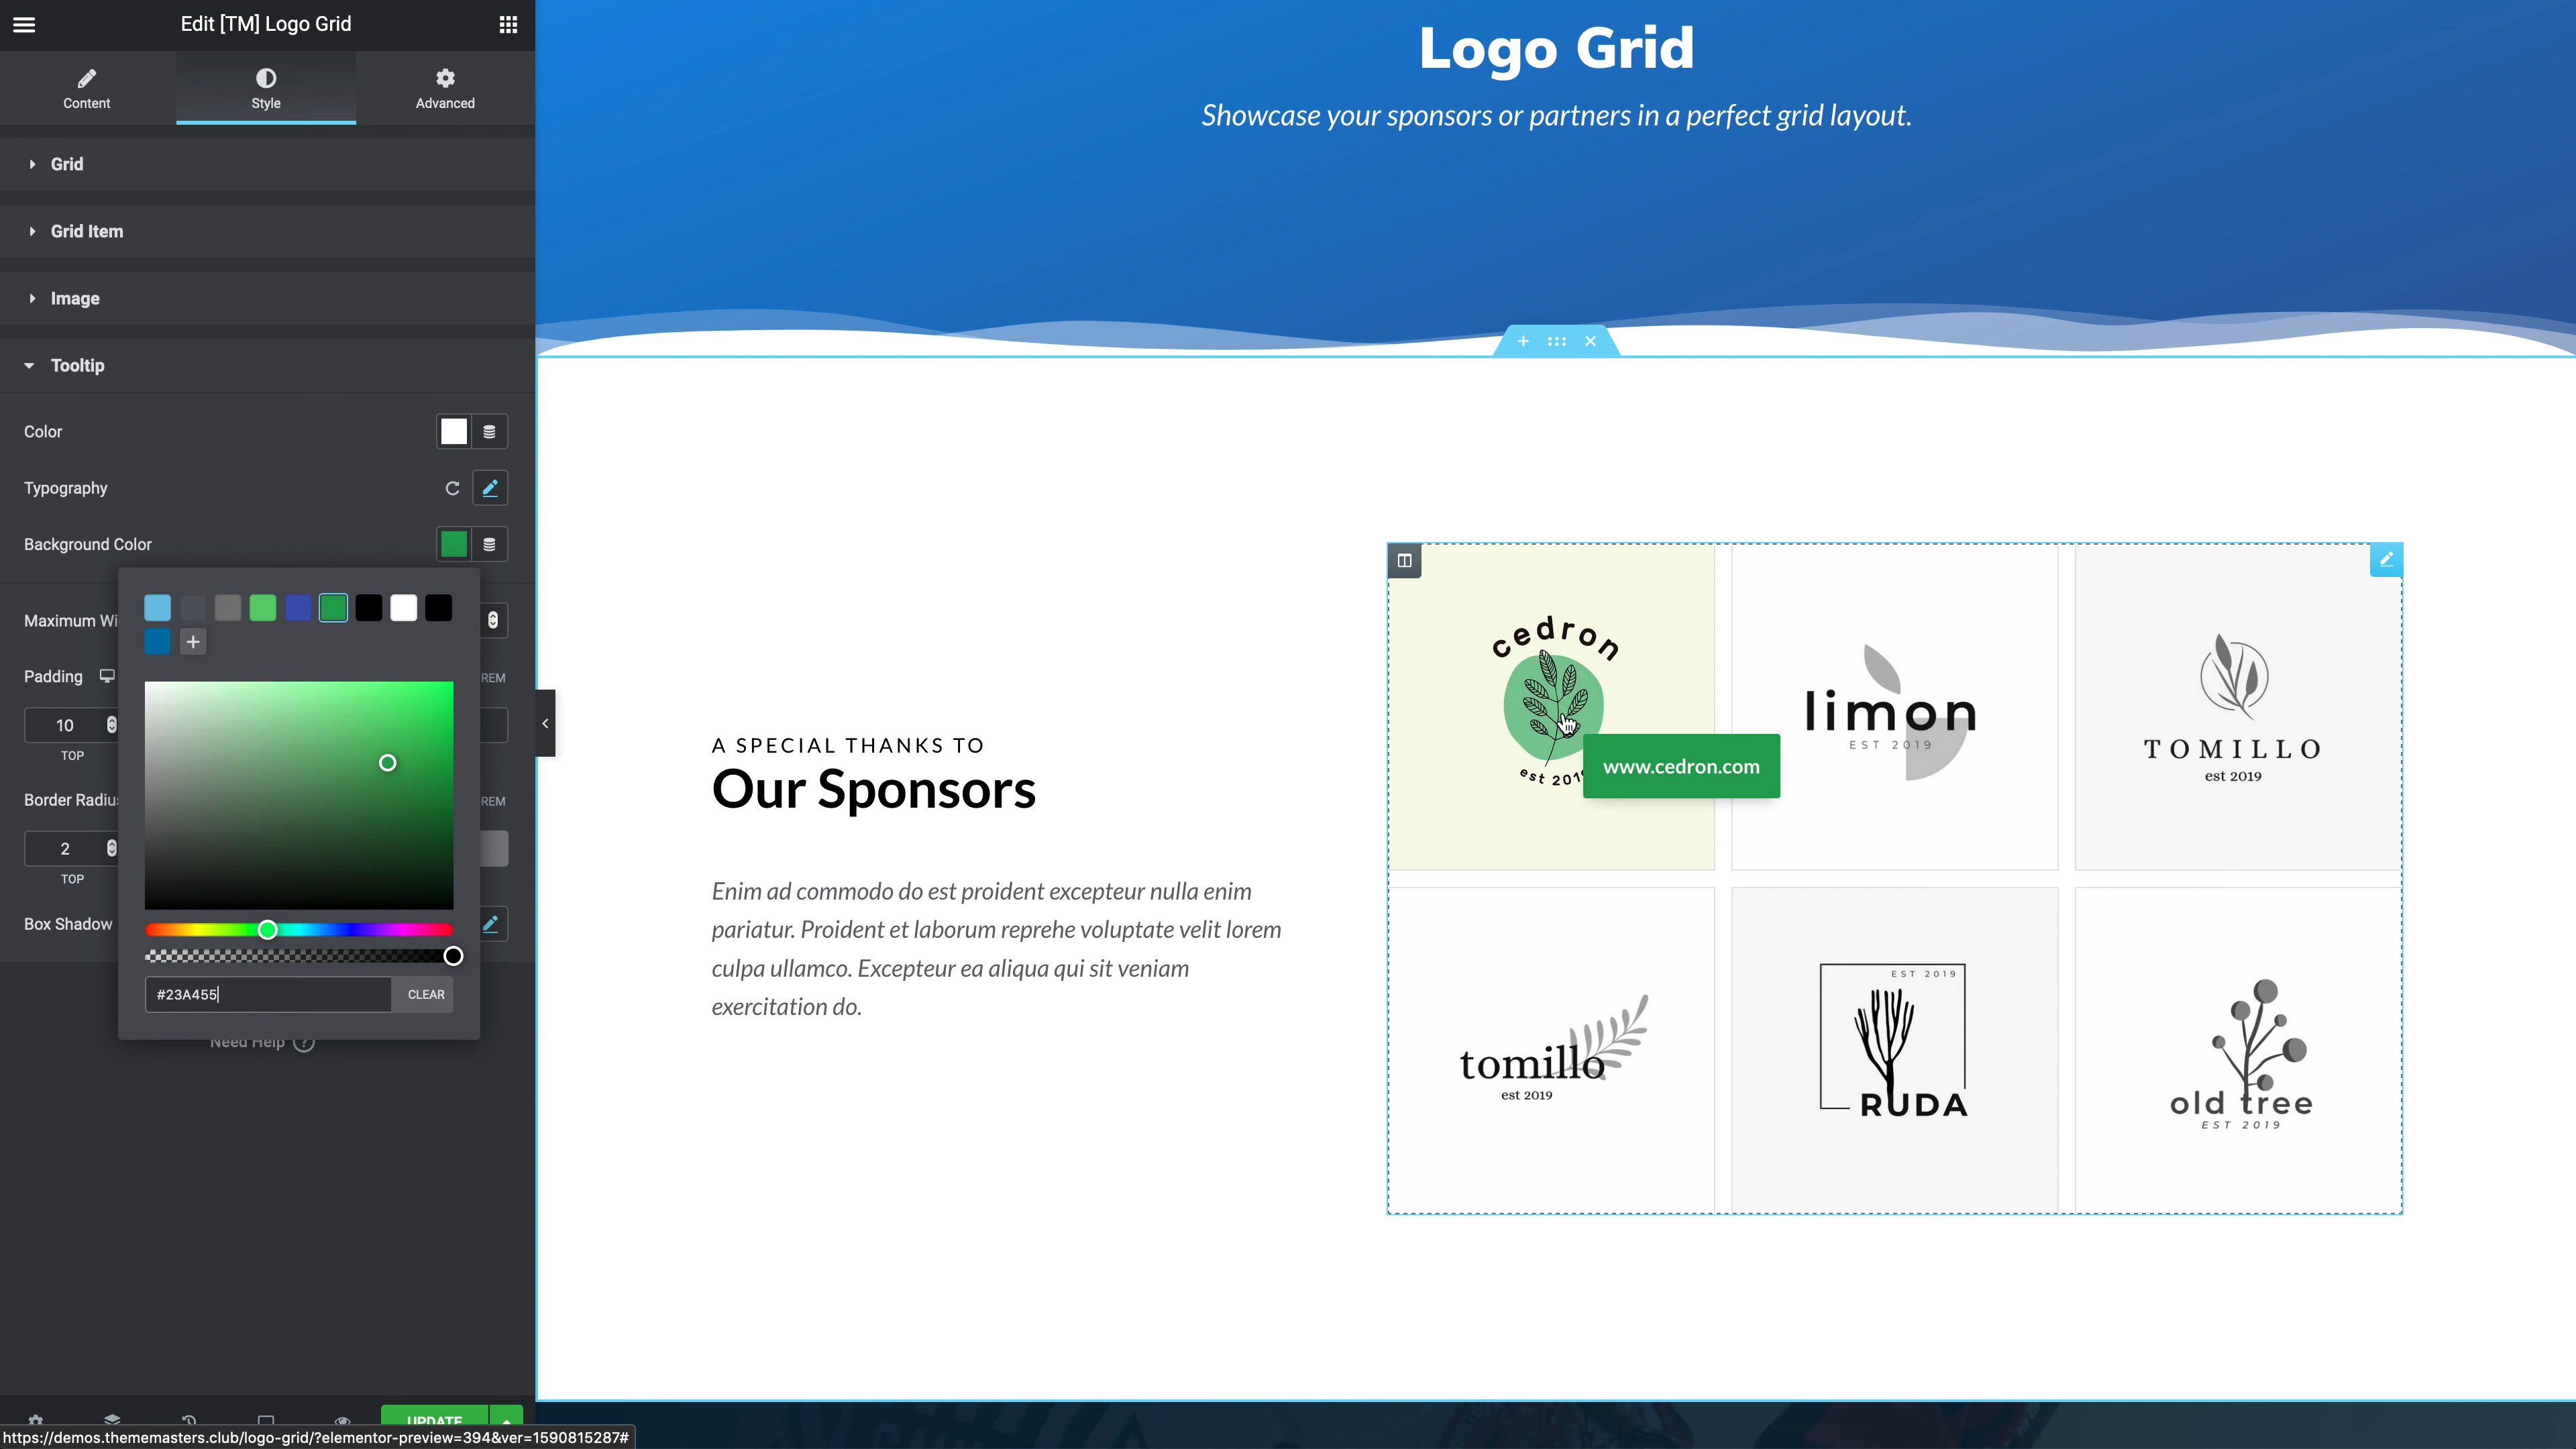 Edit [TM] Logo Grid
Content
Style
Advanced
Grid
Grid Item
Image
Tooltip
Color
Typography
Background Color
Maximum Wi
Padding
REM
10
TOP
Border Radiu
REM
2
TOP
Box Shadow
#23A455
CLEAR
Need Help
UPDATE
https://demos.thememasters.club/logo-grid/?elementor-preview=394&ver=1590815287#
Logo Grid
Showcase your sponsors or partners in a perfect grid layout.
A SPECIAL THANKS TO
Our Sponsors
Enim ad commodo do est proident excepteur nulla enim
pariatur. Proident et laborum reprehe voluptate velit lorem
culpa ullamco. Excepteur ea aliqua qui sit veniam
exercitation do.
cedron
est 201
www.cedron.com
limon
EST 2019
TOMILLO
est 2019
tomillo
est 2019
EST 2019
RUDA
old tree
EST 2019